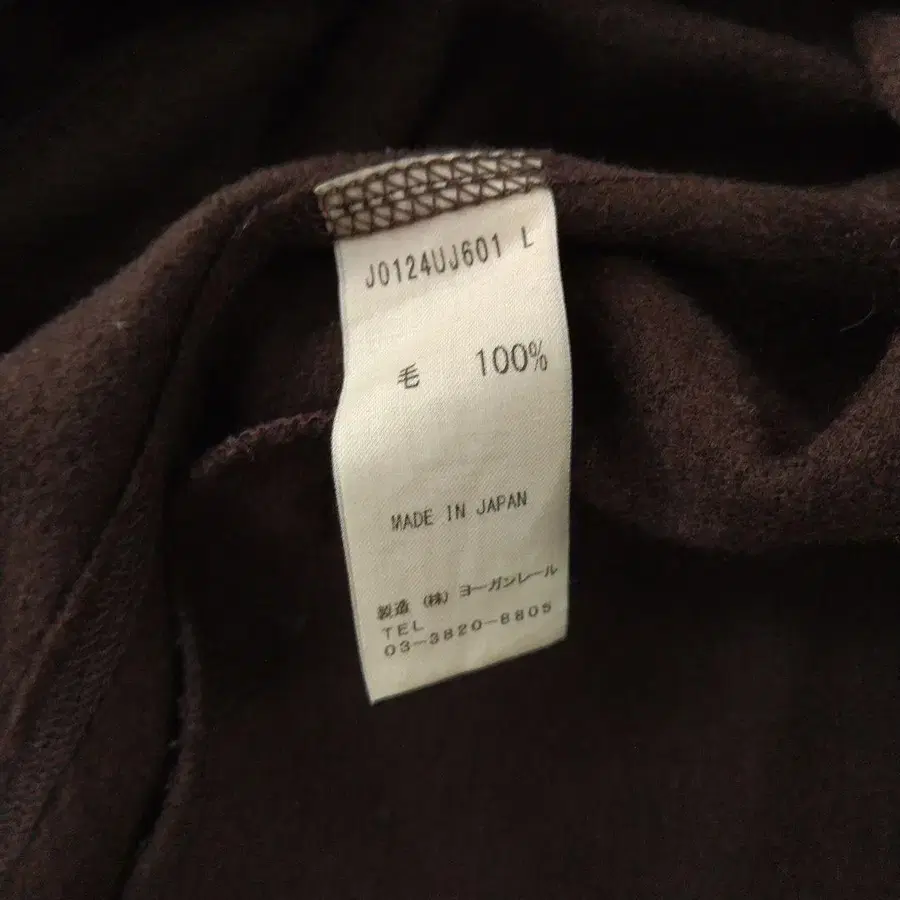 J0124UJ601 L
毛 100%
MADE IN JAPAN
製造 (株) ヨーガンレール
TEL
03-3820-8805